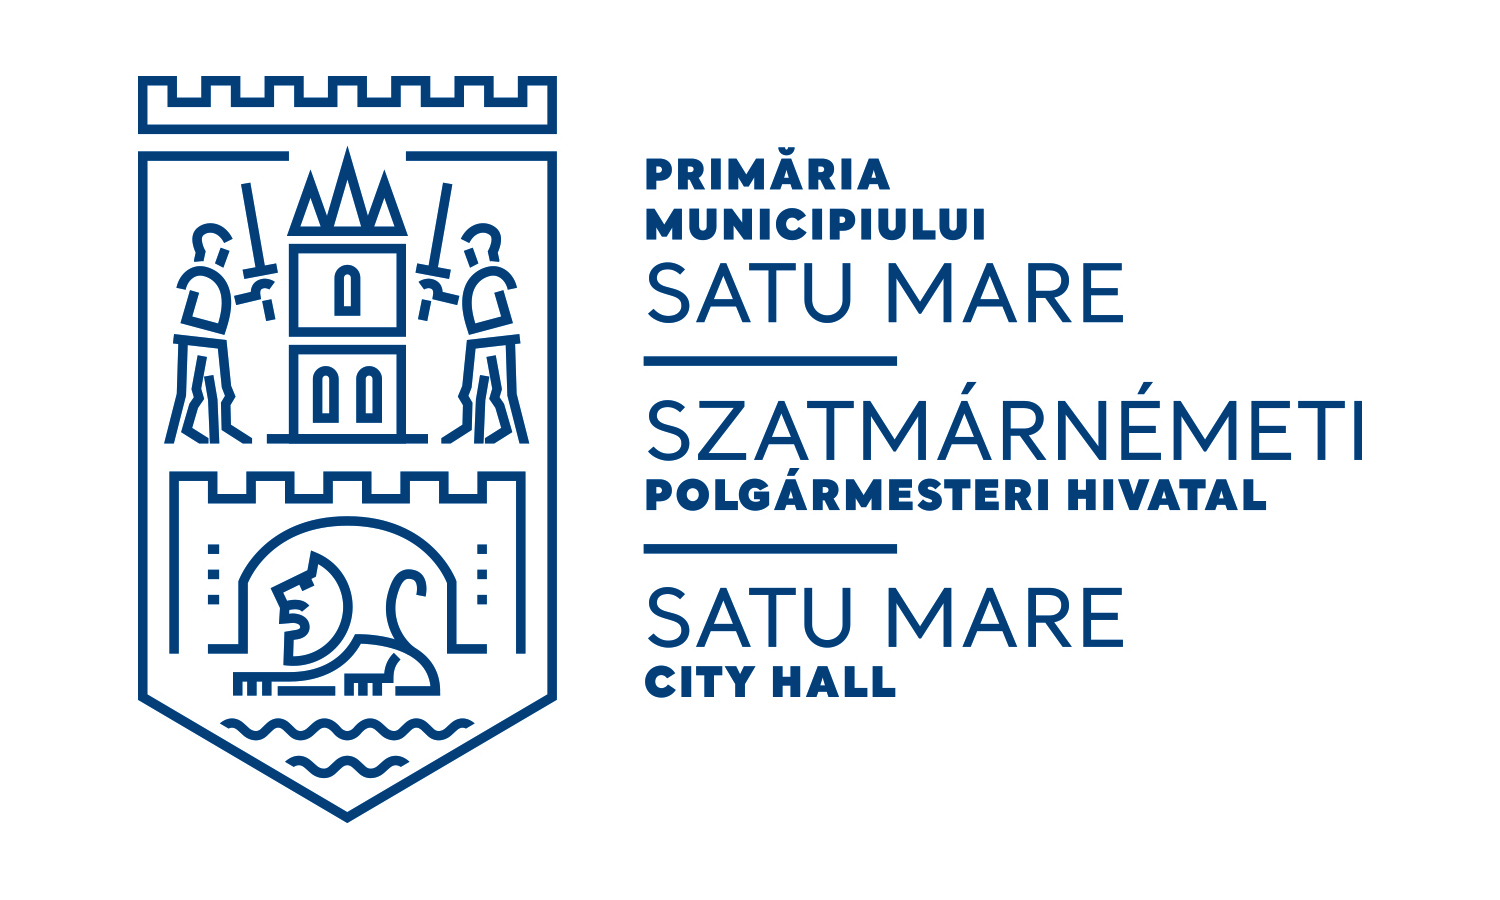 PRIMĂRIA
MUNICIPIULUI
SATU MARE
SZATMÁRNÉMETI
POLGÁRMESTERI HIVATAL
SATU MARE
CITY HALL